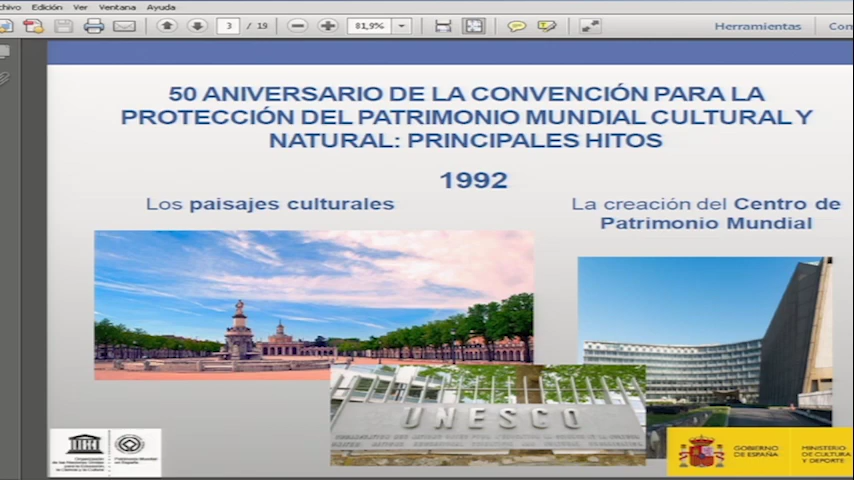 chivo Edición Ver Ventana Ayuda
3 / 19 81,9% Herramientas Con
50 ANIVERSARIO DE LA CONVENCIÓN PARA LA
PROTECCIÓN DEL PATRIMONIO MUNDIAL CULTURAL Y
NATURAL: PRINCIPALES HITOS
1992
Los paisajes culturales
La creación del Centro de
Patrimonio Mundial
UNESCO
GOBIERNO
DE ESPAÑA
MINISTERIO
DE CULTURA
Y DEPORTE